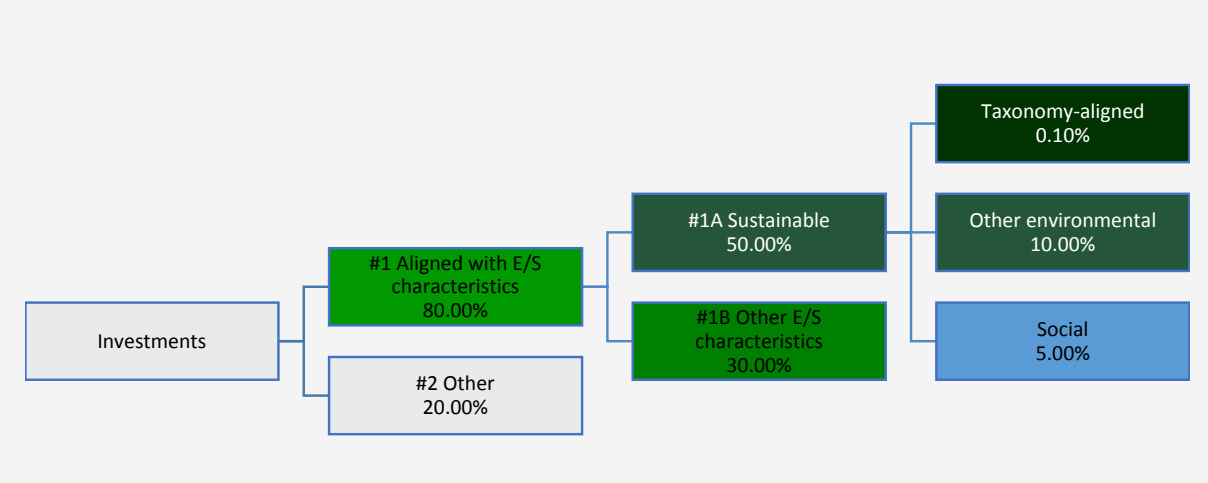 Investments
#1 Aligned with E/S
characteristics
80.00%
#2 Other
20.00%
#1A Sustainable
50.00%
#1B Other E/S
characteristics
30.00%
Taxonomy-aligned
0.10%
Other environmental
10.00%
Social
5.00%